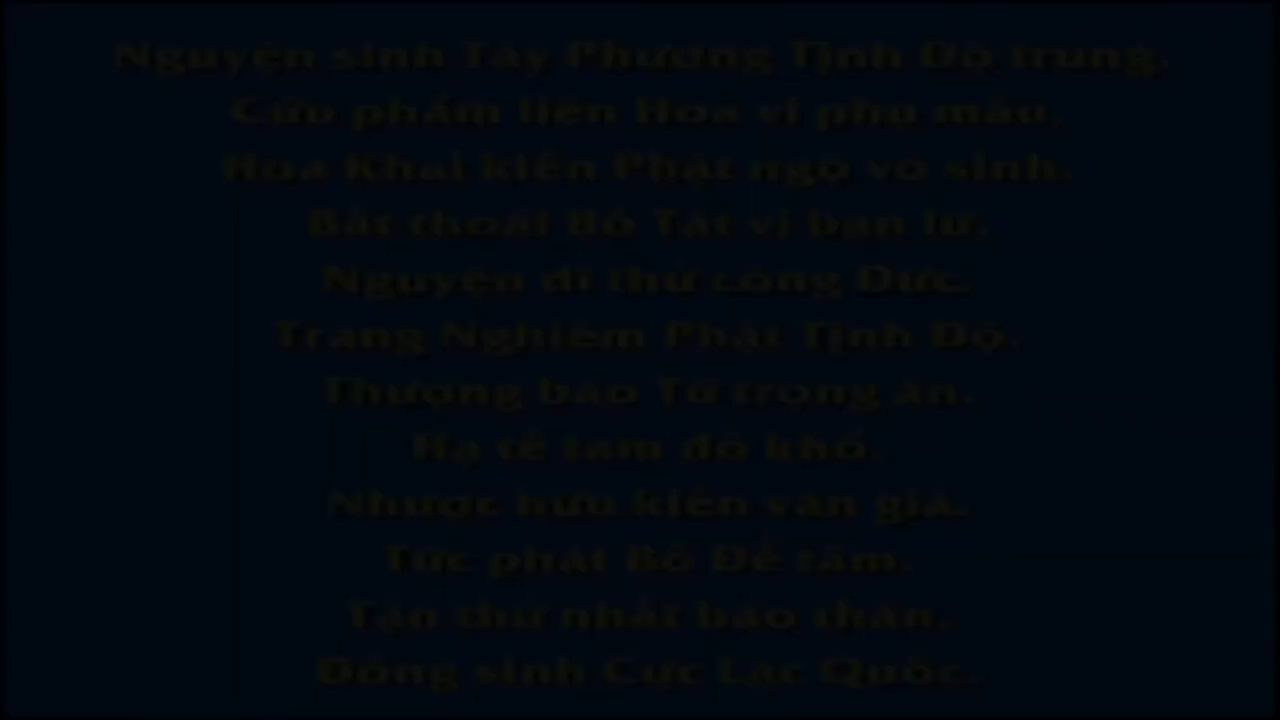 Nguyện sinh Tây Phương Tịnh Độ trung.
Cửu phẩm liên Hoa vi phụ mẫu.
Hoa Khai kiến Phật ngộ vô sinh.
Bất thoái Bồ Tát vi bạn lữ.
Nguyện dĩ thử công Đức.
Trang Nghiêm Phật Tịnh Độ.
Thượng báo Tứ trọng ân.
Hạ tế tam đồ khổ.
Nhược hữu kiến văn giả.
Tức phát Bồ Đề tâm.
Tận thử nhất báo thân.
Đồng sinh Cực Lạc Quốc.